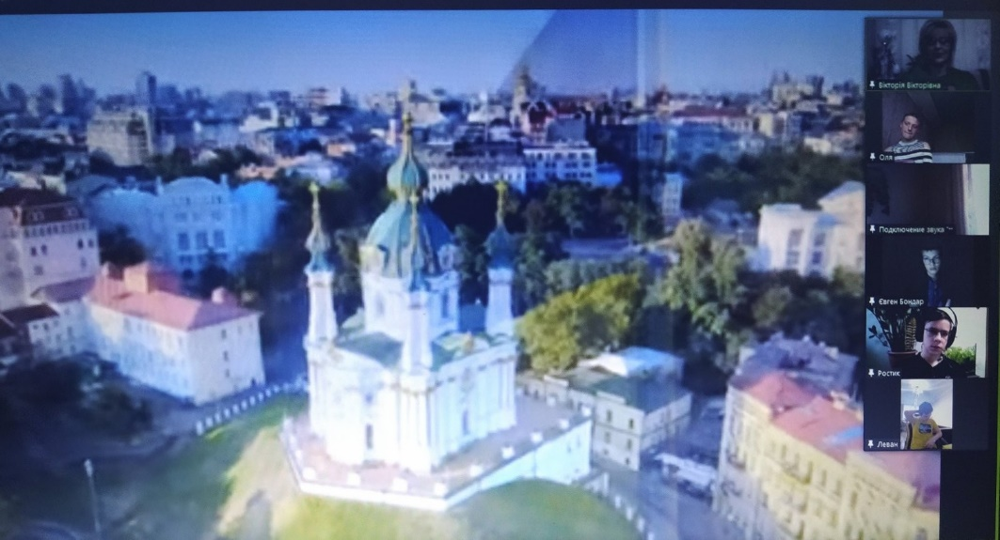 Вікторія Вікторівна
Оля
Подключение звука
Євген Бондар
Ростик
Леван